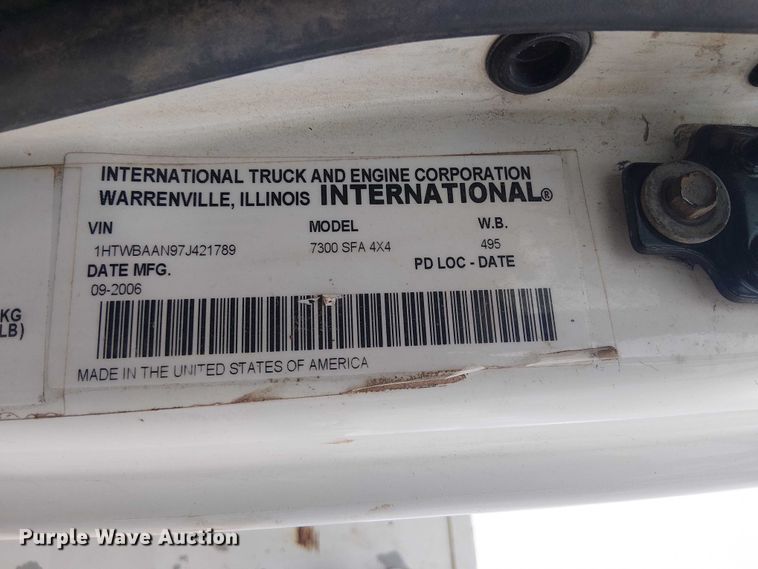 INTERNATIONAL TRUCK AND ENGINE CORPORATION
WARRENVILLE, ILLINOIS INTERNATIONAL®
VIN MODEL W.B.
1HTWBAAN97J421789 7300 SFA 4X4 495
DATE MFG. PD LOC - DATE
09-2006
KG
LB)
MADE IN THE UNITED STATES OF AMERICA
Purple Wave Auction